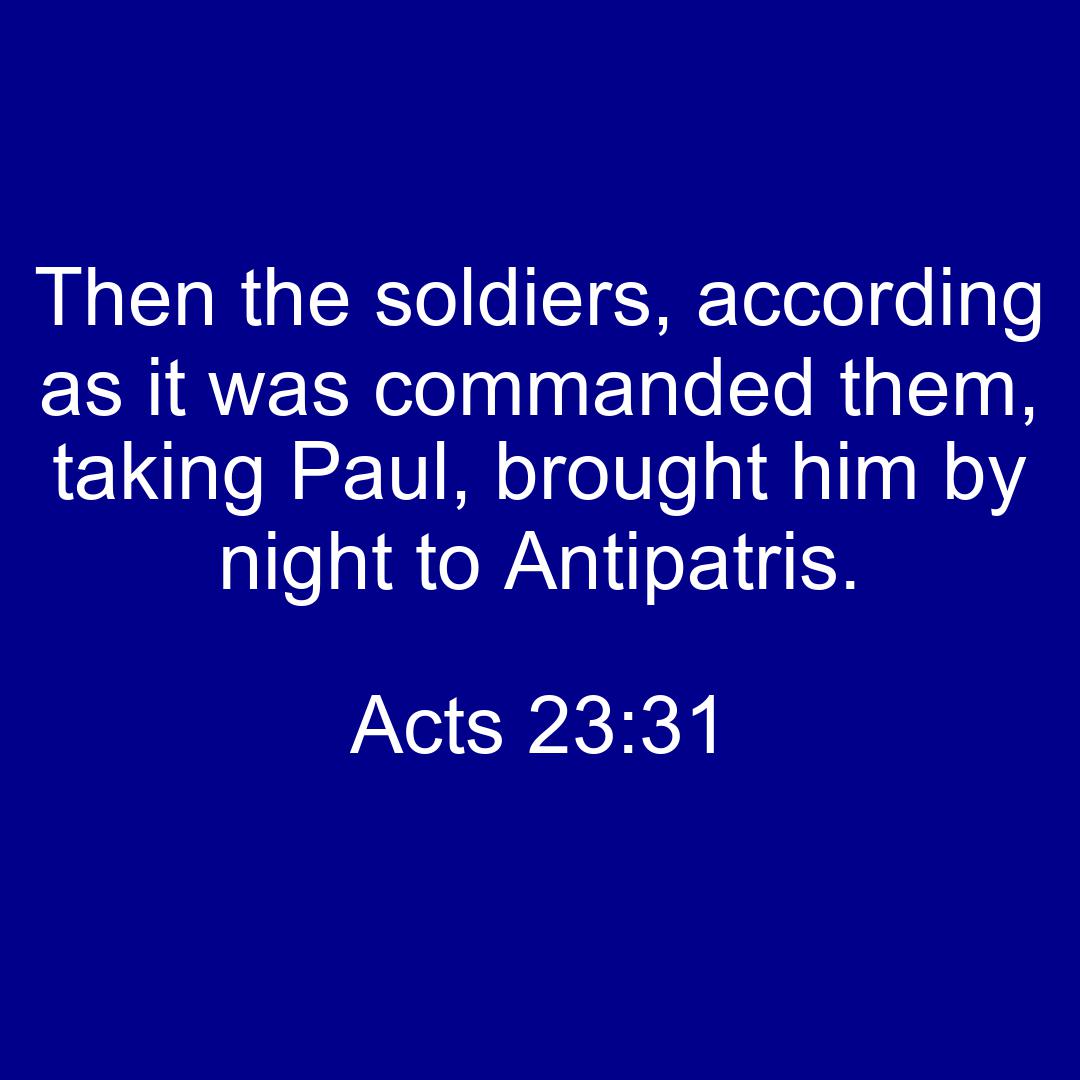 Then the soldiers, according
as it was commanded them,
taking Paul, brought him by
night to Antipatris.
Acts 23:31